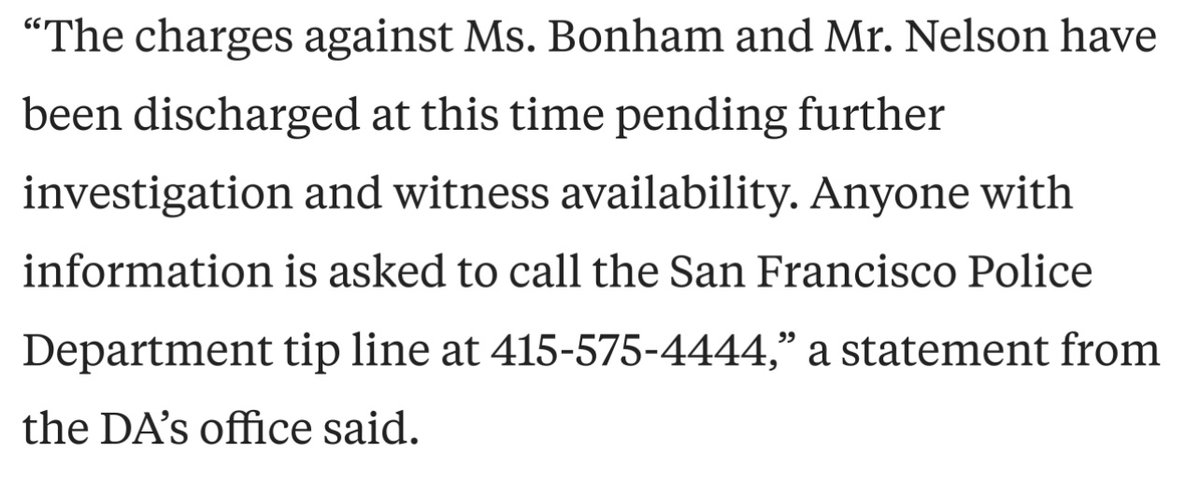 “The charges against Ms. Bonham and Mr. Nelson have
been discharged at this time pending further
investigation and witness availability. Anyone with
information is asked to call the San Francisco Police
Department tip line at 415-575-4444,” a statement from
the DA’s office said.